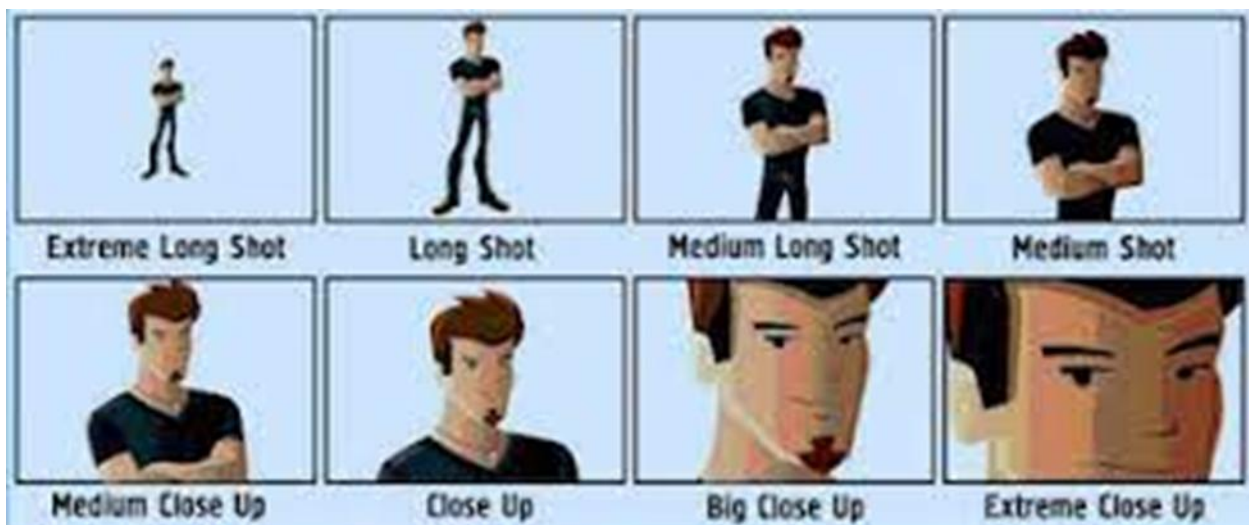 Extreme Long Shot
Long Shot
Medium Long Shot
Medium Shot
Medium Close Up
Close Up
Big Close Up
Extreme Close Up